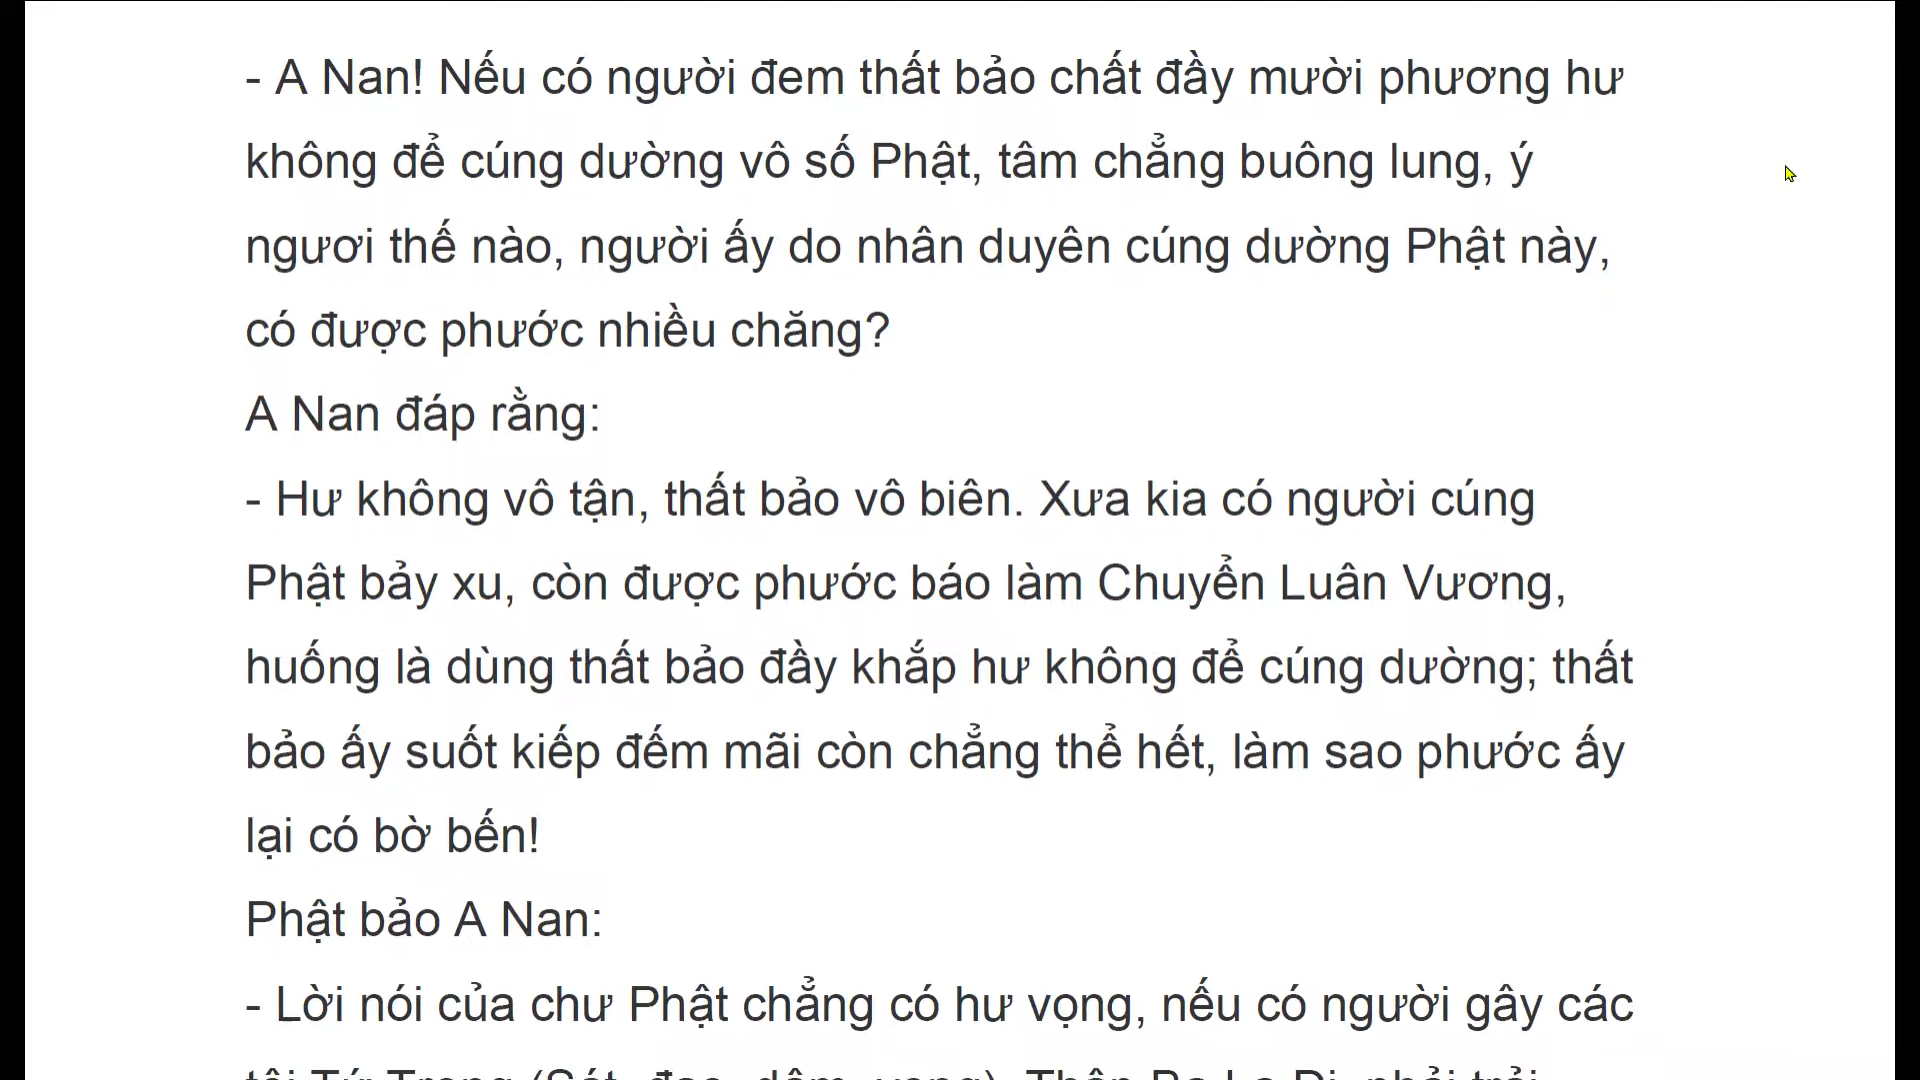 - A Nan! Nếu có người đem thất bảo chất đầy mười phương hư
không để cúng dường vô số Phật, tâm chẳng buông lung, ý
ngươi thế nào, người ấy do nhân duyên cúng dường Phật này,
có được phước nhiều chăng?
A Nan đáp rằng:
- Hư không vô tận, thất bảo vô biên. Xưa kia có người cúng
Phật bảy xu, còn được phước báo làm Chuyển Luân Vương,
huống là dùng thất bảo đầy khắp hư không để cúng dường; thất
bảo ấy suốt kiếp đếm mãi còn chẳng thể hết, làm sao phước ấy
lại có bờ bến!
Phật bảo A Nan:
- Lời nói của chư Phật chẳng có hư vọng, nếu có người gây các